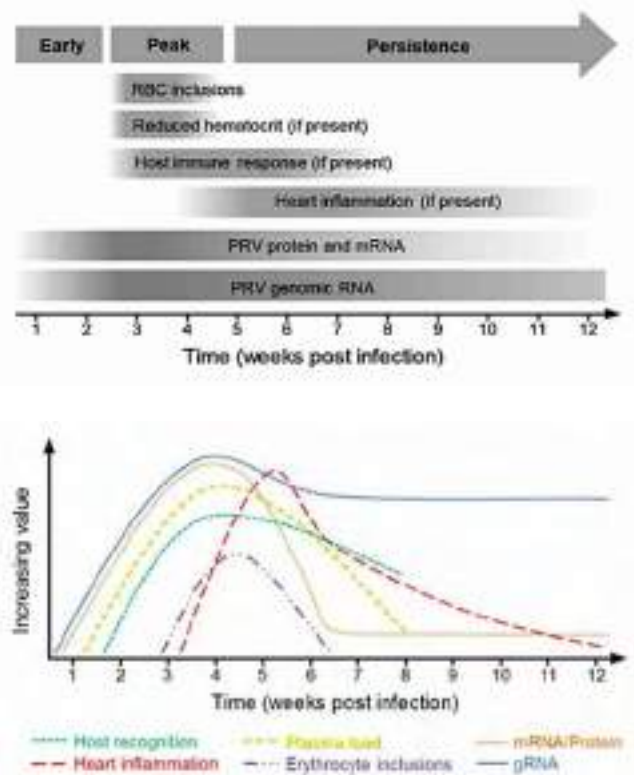 Early Peak Persistence
RBC inclusions
Reduced hematocrit (if present)
Host immune response (if present)
Heart inflammation (if present)
PRV protein and mRNA
PRV genomic RNA
1 2 3 4 5 6 7 8 9 10 11 12
Time (weeks post infection)
Increasing value
1 2 3 4 5 6 7 8 9 10 11 12
Time (weeks post infection)
Host recognition Plasma load mRNA/Protein
Heart inflammation Erythrocyte inclusions gRNA